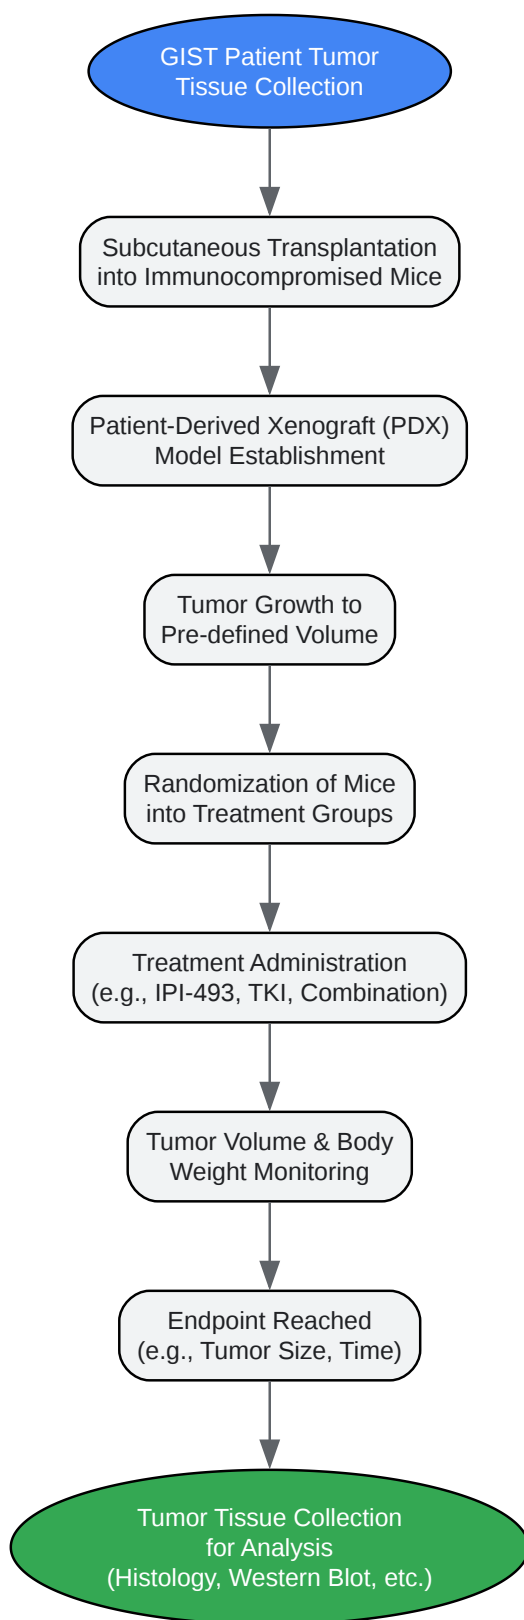 GIST Patient Tumor
Tissue Collection
Subcutaneous Transplantation
into Immunocompromised Mice
Patient-Derived Xenograft (PDX)
Model Establishment
Tumor Growth to
Pre-defined Volume
Randomization of Mice
into Treatment Groups
Treatment Administration
(e.g., IPI-493, TKI, Combination)
Tumor Volume & Body
Weight Monitoring
Endpoint Reached
(e.g., Tumor Size, Time)
Tumor Tissue Collection
for Analysis
(Histology, Western Blot, etc.)